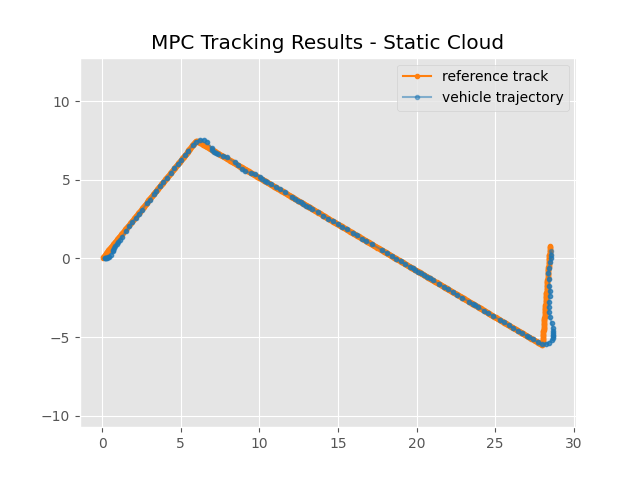 MPC Tracking Results - Static Cloud
reference track
vehicle trajectory
10
5
0
−5
−10
0 5 10 15 20 25 30